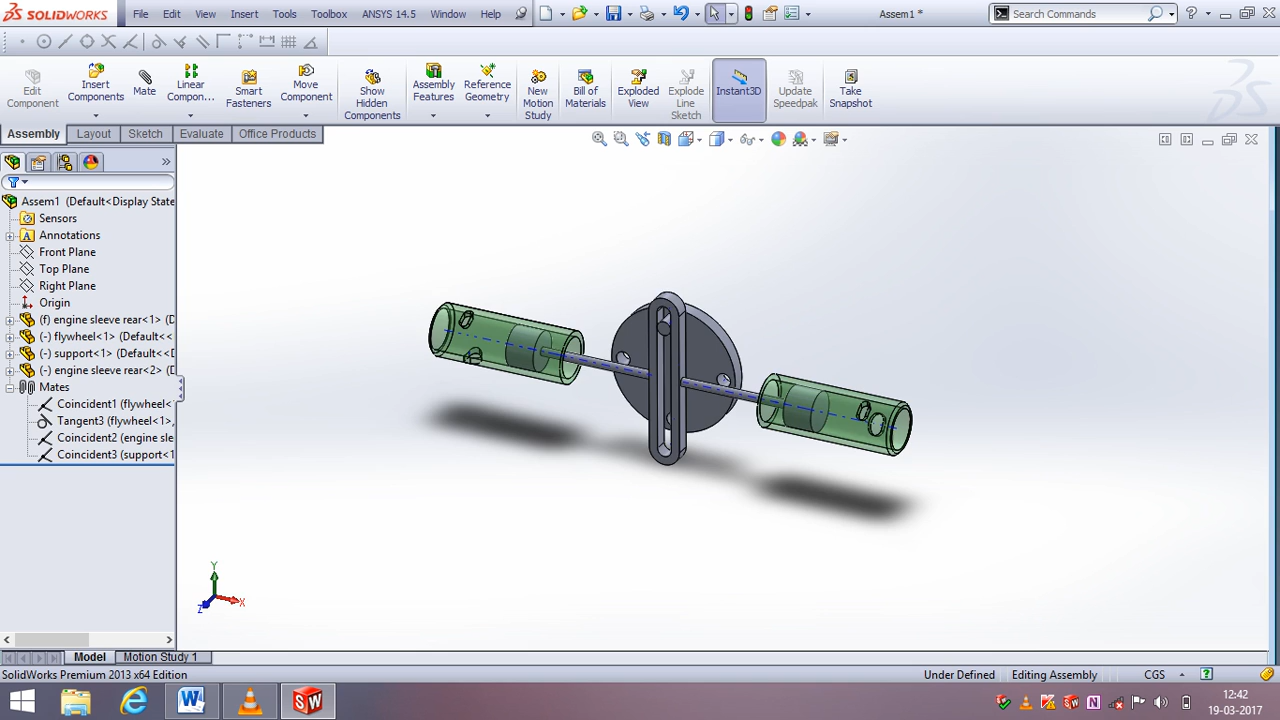 SOLIDWORKS File Edit View Insert Tools Toolbox ANSYS 14.5 Window Help Assem1 * Search Commands
Edit Component Insert Components Mate Linear Compon... Smart Fasteners Move Component Show Hidden Components Assembly Features Reference Geometry New Motion Study Bill of Materials Exploded View Explode Line Sketch Instant3D Update Speedpak Take Snapshot
Assembly Layout Sketch Evaluate Office Products
Assem1 (Default<Display State
Sensors
Annotations
Front Plane
Top Plane
Right Plane
Origin
(f) engine sleeve rear<1> (D
(-) flywheel<1> (Default<<
(-) support<1> (Default<<D
(-) engine sleeve rear<2> (D
Mates
Coincident1 (flywheel<
Tangent3 (flywheel<1>,
Coincident2 (engine sle
Coincident3 (support<1
Y
X
Z
Model Motion Study 1
SolidWorks Premium 2013 x64 Edition Under Defined Editing Assembly CGS
12:42
19-03-2017